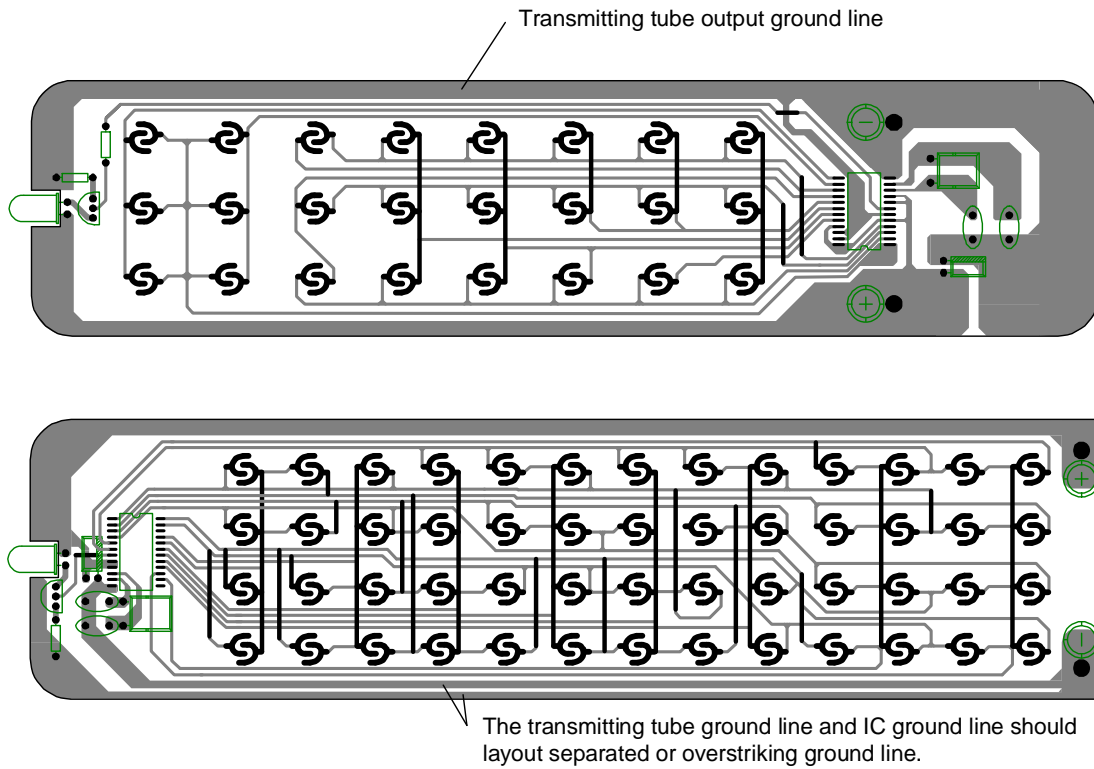 Transmitting tube output ground line
The transmitting tube ground line and IC ground line should
layout separated or overstriking ground line.